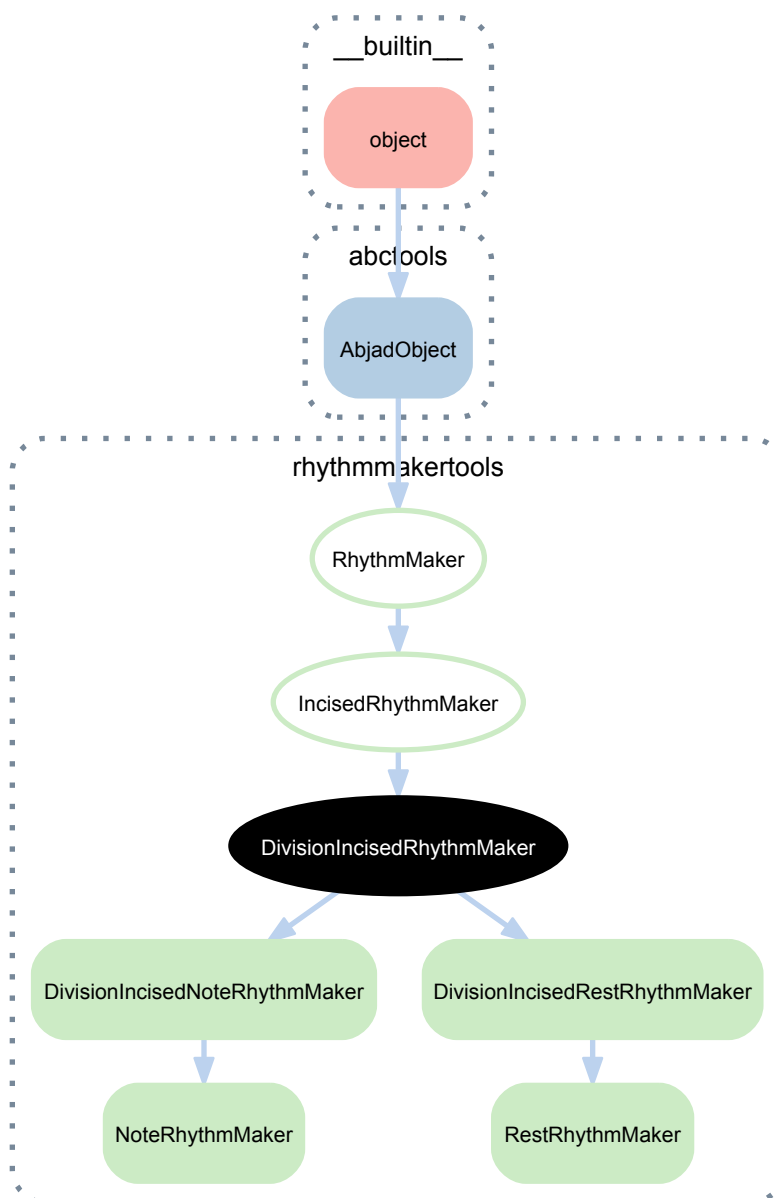 __builtin__
object
abctools
AbjadObject
rhythmmakertools
RhythmMaker
IncisedRhythmMaker
DivisionIncisedRhythmMaker
DivisionIncisedNoteRhythmMaker
DivisionIncisedRestRhythmMaker
NoteRhythmMaker
RestRhythmMaker